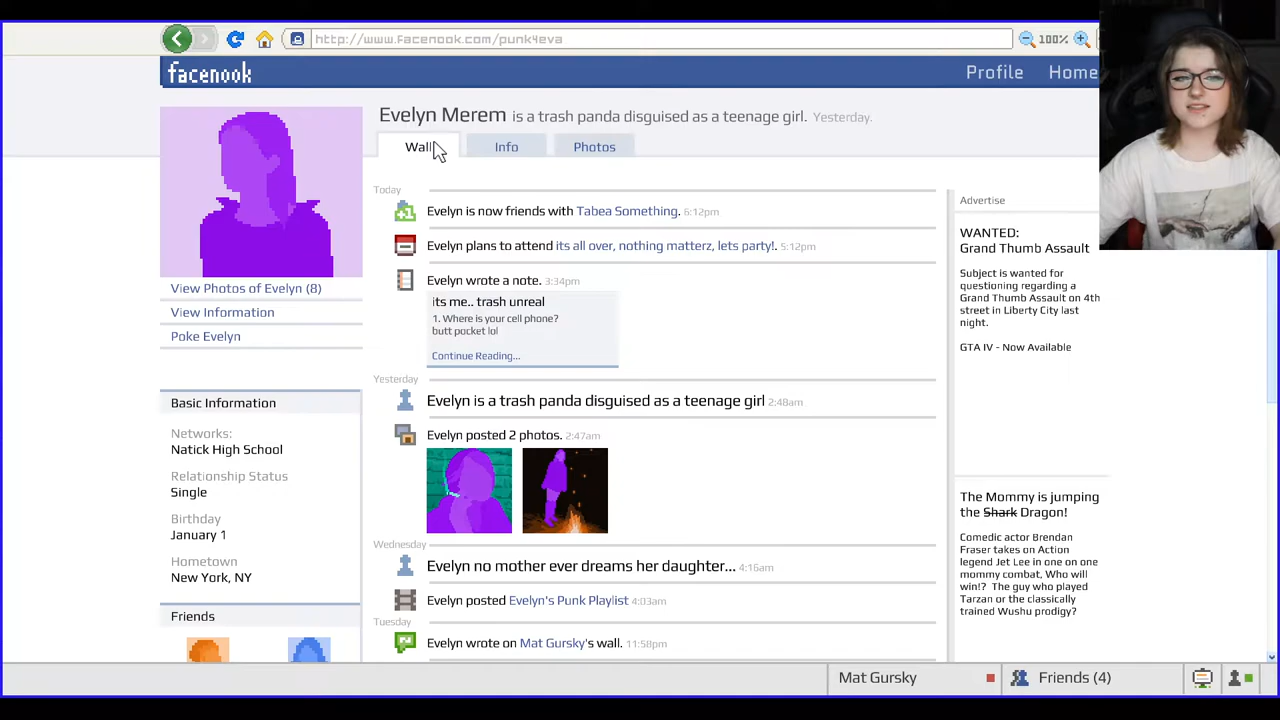 http://www.facenook.com/punk4eva
100%
facenook
Profile
Home
Evelyn Merem is a trash panda disguised as a teenage girl. Yesterday.
Wall
Info
Photos
View Photos of Evelyn (8)
View Information
Poke Evelyn
Basic Information
Networks:
Natick High School
Relationship Status
Single
Birthday
January 1
Hometown
New York, NY
Friends
Today
Evelyn is now friends with Tabea Something. 6:12pm
Evelyn plans to attend its all over, nothing matterz, lets party!. 5:12pm
Evelyn wrote a note. 3:34pm
its me.. trash unreal
1. Where is your cell phone?
butt pocket lol
Continue Reading...
Yesterday
Evelyn is a trash panda disguised as a teenage girl 2:48am
Evelyn posted 2 photos. 2:47am
Wednesday
Evelyn no mother ever dreams her daughter... 4:16am
Evelyn posted Evelyn's Punk Playlist 4:03am
Tuesday
Evelyn wrote on Mat Gursky's wall. 11:58pm
Advertise
WANTED:
Grand Thumb Assault
Subject is wanted for
questioning regarding a
Grand Thumb Assault on 4th
street in Liberty City last
night.
GTA IV - Now Available
The Mommy is jumping
the Shark Dragon!
Comedic actor Brendan
Fraser takes on Action
legend Jet Lee in one on one
mommy combat, Who will
win!? The guy who played
Tarzan or the classically
trained Wushu prodigy?
Mat Gursky
Friends (4)